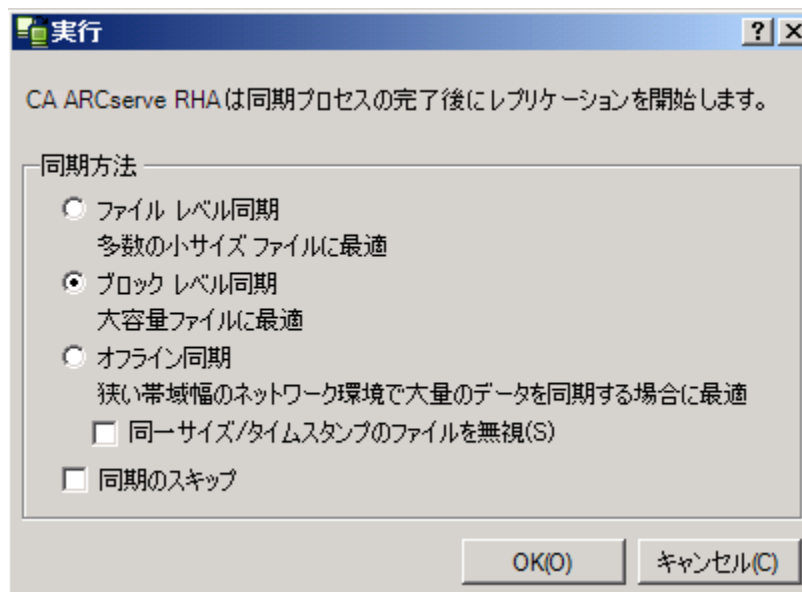 実行
CA ARCserve RHAは同期プロセスの完了後にレプリケーションを開始します。
同期方法
ファイル レベル同期
多数の小サイズ ファイルに最適
ブロック レベル同期
大容量ファイルに最適
オフライン同期
狭い帯域幅のネットワーク環境で大量のデータを同期する場合に最適
同一サイズ/タイムスタンプのファイルを無視(S)
同期のスキップ
OK(O) キャンセル(C)